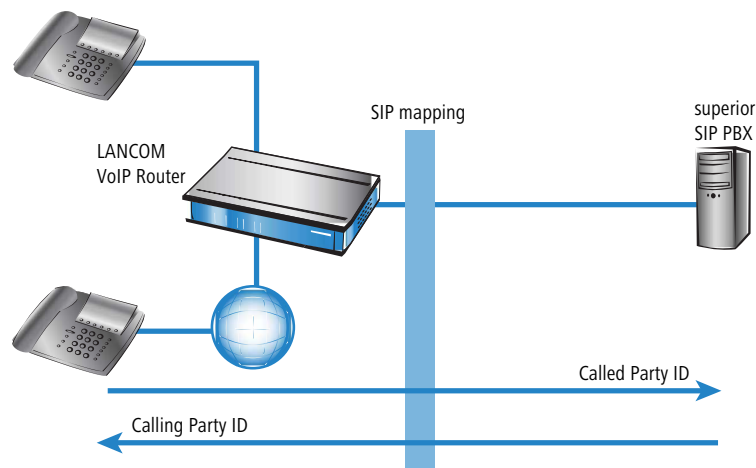 SIP mapping
superior
SIP PBX
LANCOM
VoIP Router
Called Party ID
Calling Party ID